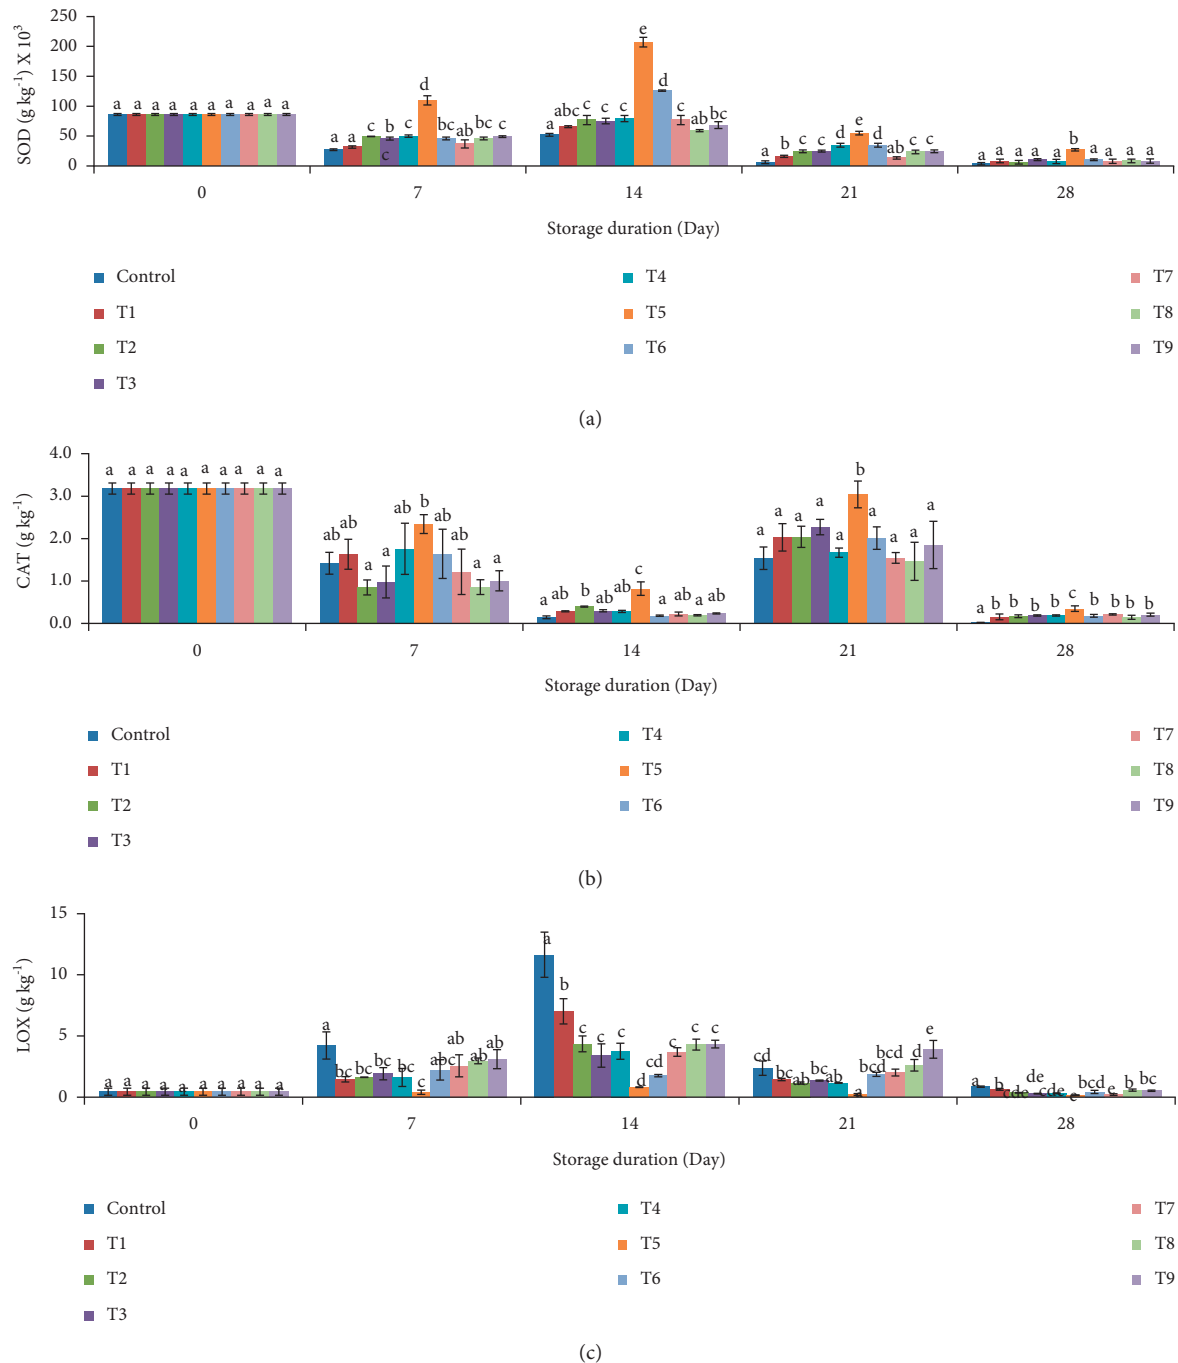 250
200
150
100
50
0
SOD (g kg⁻¹) X 10³
a a a a a a a a a a
a a c c c d bc ab bc c
a abc c c c e d c ab bc
a b c c d e d ab c c
a a a a a b a a a a
0 7 14 21 28
Storage duration (Day)
Control T4 T7
T1 T5 T8
T2 T6 T9
T3
(a)
4.0
3.0
2.0
1.0
0.0
CAT (g kg⁻¹)
a a a a a a a a a a
ab ab a a ab b ab ab a a
a ab b ab ab c a ab a ab
a a a a a b a a a a
a b b b b c b b b b
0 7 14 21 28
Storage duration (Day)
Control T4 T7
T1 T5 T8
T2 T6 T9
T3
(b)
15
10
5
0
LOX (g kg⁻¹)
a a a a a a a a a a
a bc bc bc bc c abc ab ab ab
a b c c c d cd c c c
cd bc ab bc ab a bcd bcd d e
a b cde de cde e bcd e b bc
0 7 14 21 28
Storage duration (Day)
Control T4 T7
T1 T5 T8
T2 T6 T9
T3
(c)